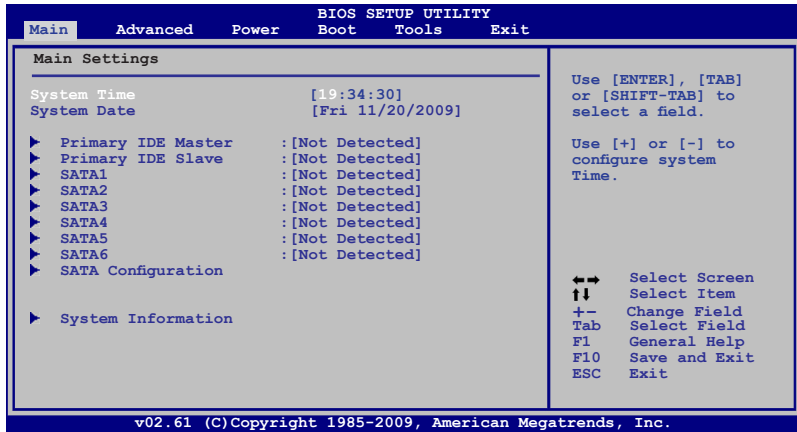 BIOS SETUP UTILITY
Main Advanced Power Boot Tools Exit
Main Settings
System Time [19:34:30]
System Date [Fri 11/20/2009]
Primary IDE Master :[Not Detected]
Primary IDE Slave :[Not Detected]
SATA1 :[Not Detected]
SATA2 :[Not Detected]
SATA3 :[Not Detected]
SATA4 :[Not Detected]
SATA5 :[Not Detected]
SATA6 :[Not Detected]
SATA Configuration
System Information
Use [ENTER], [TAB]
or [SHIFT-TAB] to
select a field.
Use [+] or [-] to
configure system
Time.
←→ Select Screen
↑↓ Select Item
+- Change Field
Tab Select Field
F1 General Help
F10 Save and Exit
ESC Exit
v02.61 (C)Copyright 1985-2009, American Megatrends, Inc.